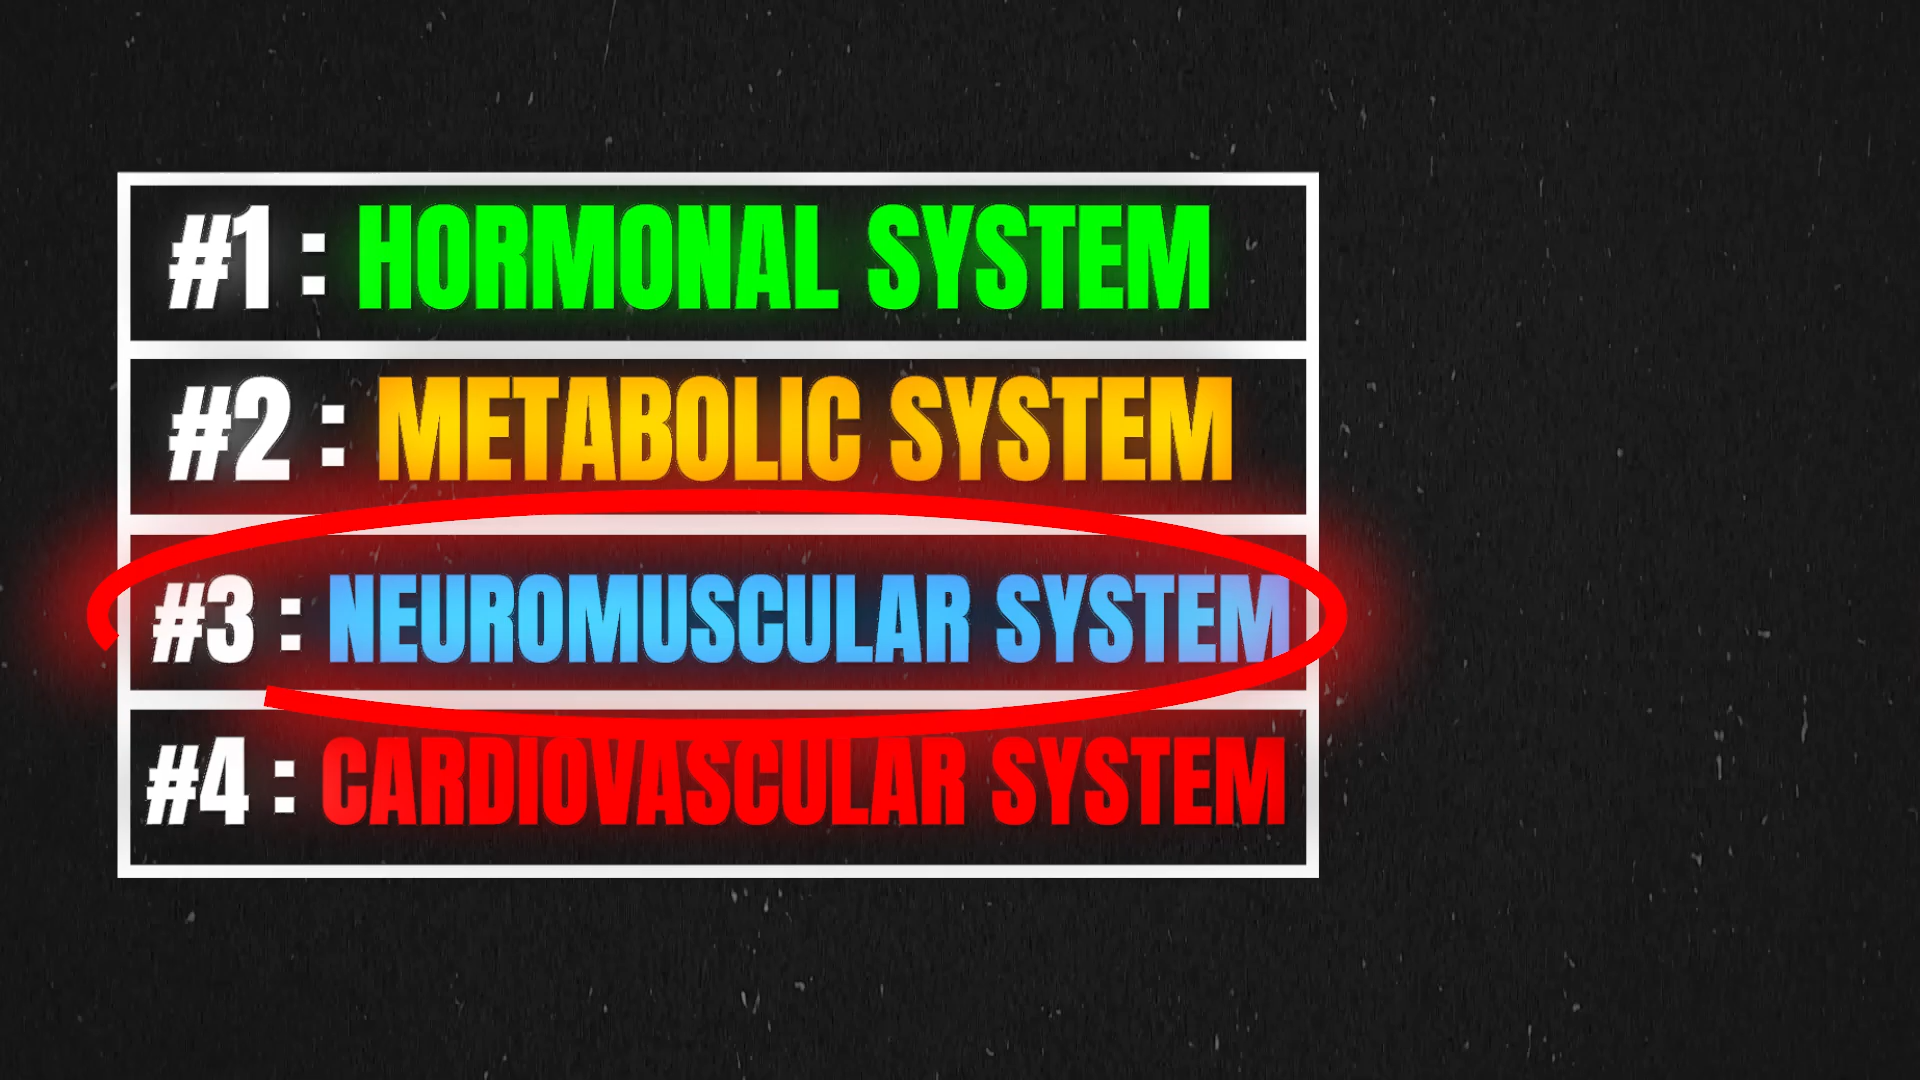 #1 : HORMONAL SYSTEM
#2 : METABOLIC SYSTEM
#3 : NEUROMUSCULAR SYSTEM
#4 : CARDIOVASCULAR SYSTEM